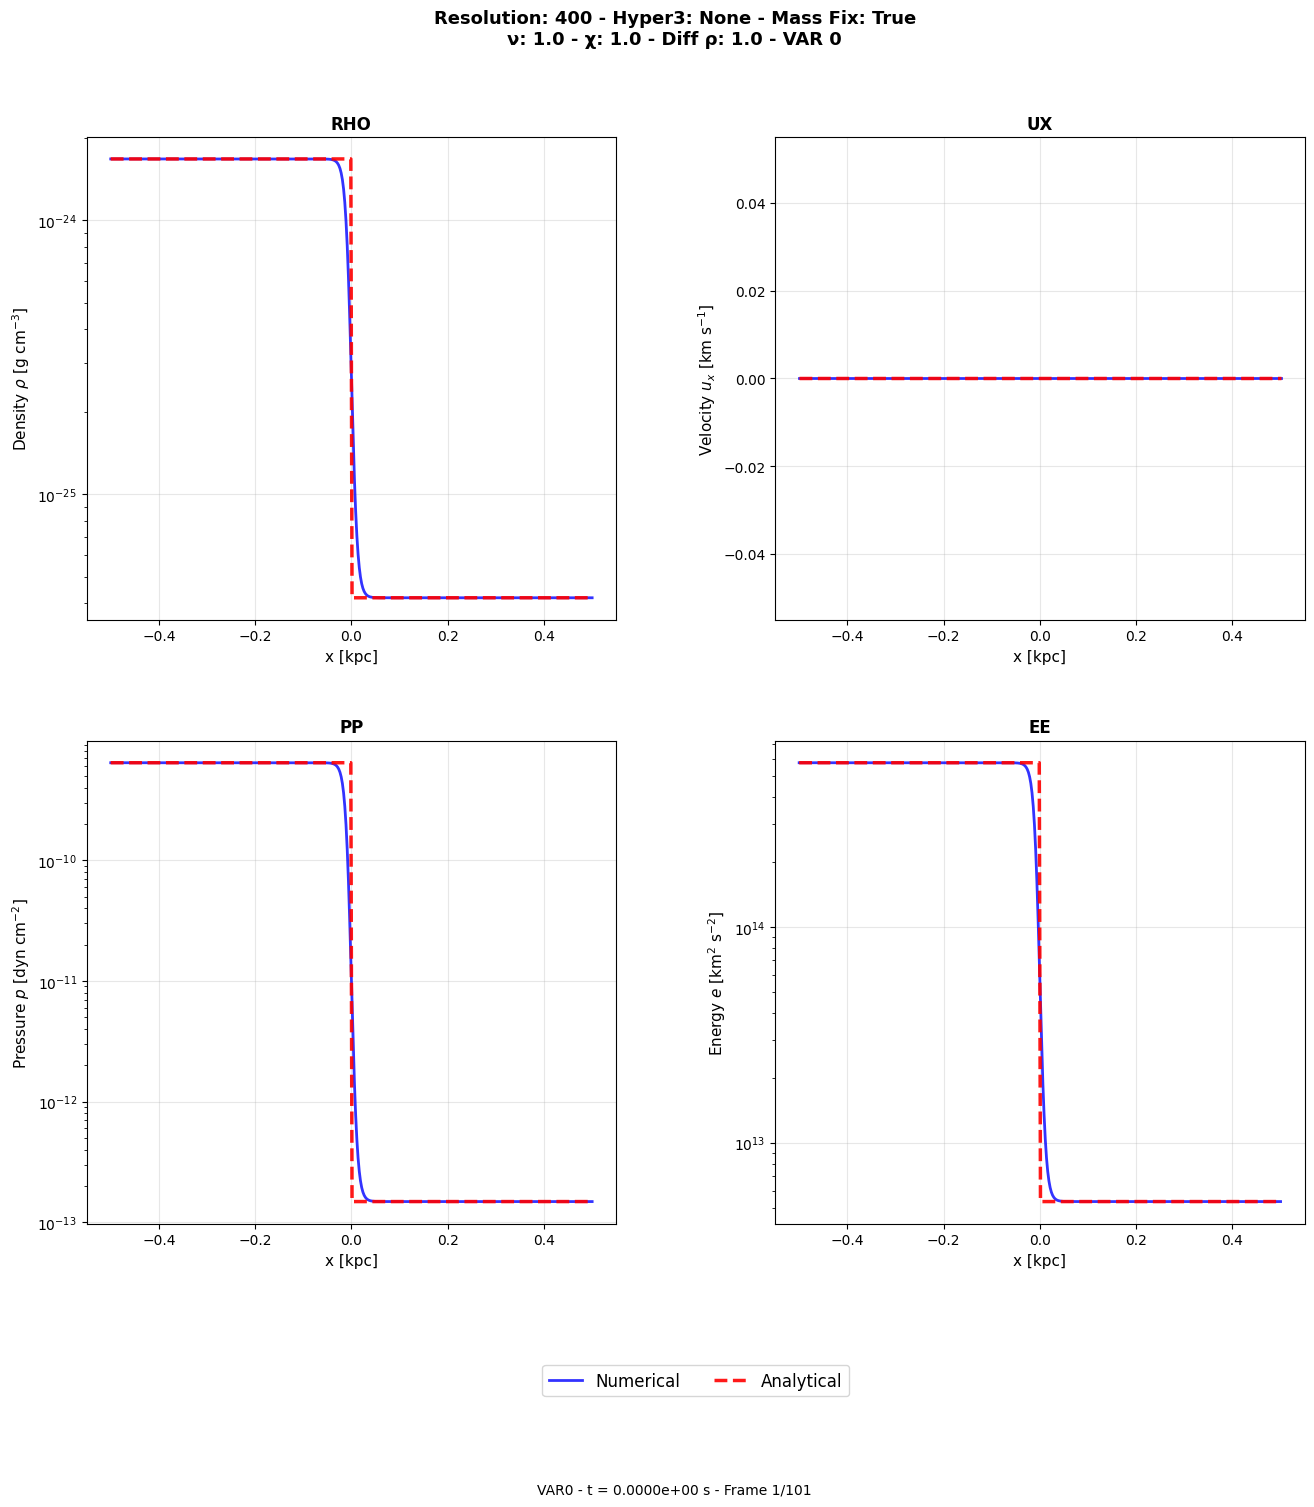 Resolution: 400 - Hyper3: None - Mass Fix: True
ν: 1.0 - χ: 1.0 - Diff ρ: 1.0 - VAR 0
RHO
Density ρ [g cm⁻³]
10⁻²⁴
10⁻²⁵
−0.4 −0.2 0.0 0.2 0.4
x [kpc]
UX
Velocity uₓ [km s⁻¹]
0.04
0.02
0.00
−0.02
−0.04
−0.4 −0.2 0.0 0.2 0.4
x [kpc]
PP
Pressure p [dyn cm⁻²]
10⁻¹⁰
10⁻¹¹
10⁻¹²
10⁻¹³
−0.4 −0.2 0.0 0.2 0.4
x [kpc]
EE
Energy e [km² s⁻²]
10¹⁴
10¹³
−0.4 −0.2 0.0 0.2 0.4
x [kpc]
Numerical Analytical
VAR0 - t = 0.0000e+00 s - Frame 1/101